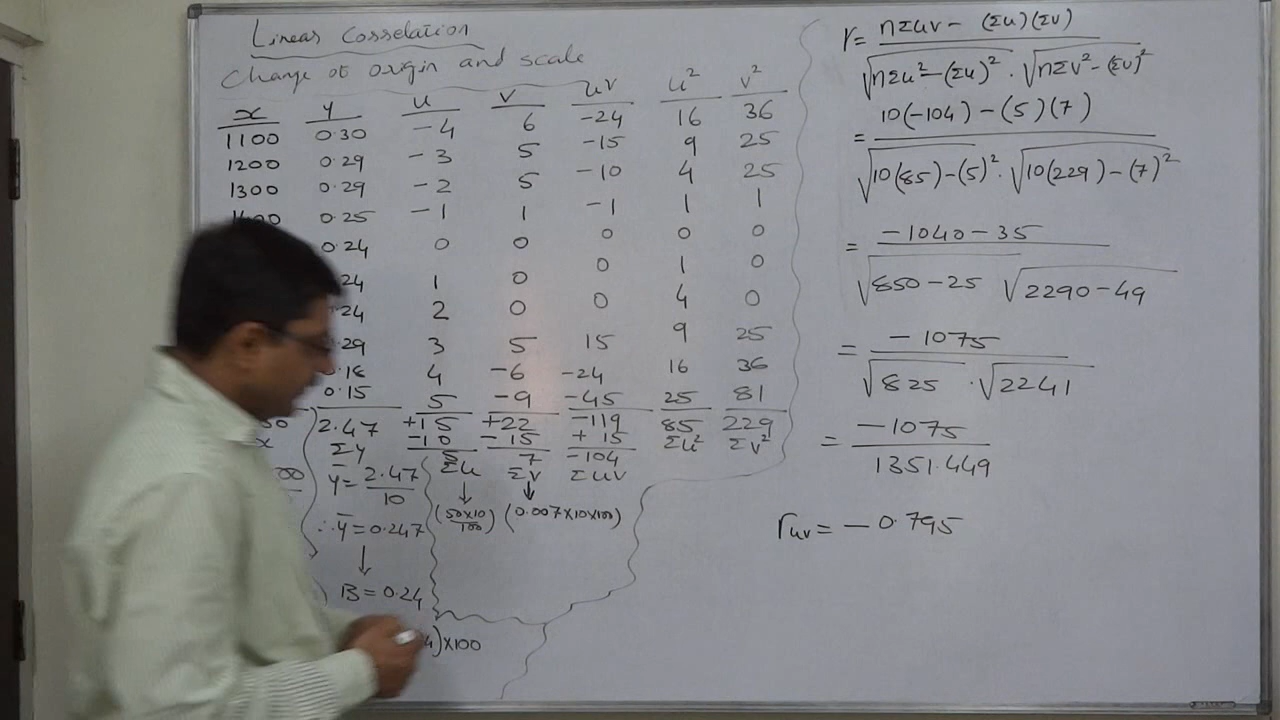 Linear Correlation
Change of origin and scale
x y u v uv u² v²
1100 0.30 -4 6 -24 16 36
1200 0.29 -3 5 -15 9 25
1300 0.29 -2 5 -10 4 25
0.25 -1 1 -1 1 1
0.24 0 0 0 0 0
1 0 0 1 0
2 0 0 4 0
3 5 15 9 25
4 -6 -24 16 36
0.15 5 -9 -45 25 81
2.47 +15 +22 -119 85 229
Σy -10 -15 +15 Σu² Σv²
5 7 -104
Σu Σv Σuv
ȳ = 2.47/10
(50×10/100) (0.007×10×100)
∴ ȳ = 0.247
B = 0.24
)×100
r = nΣuv - (Σu)(Σv)
√nΣu² - (Σu)² · √nΣv² - (Σv)²
= 10(-104) - (5)(7)
√10(85) - (5)² · √10(229) - (7)²
= -1040 - 35
√850 - 25 √2290 - 49
= -1075
√825 · √2241
= -1075
1351.449
r uv = - 0.795